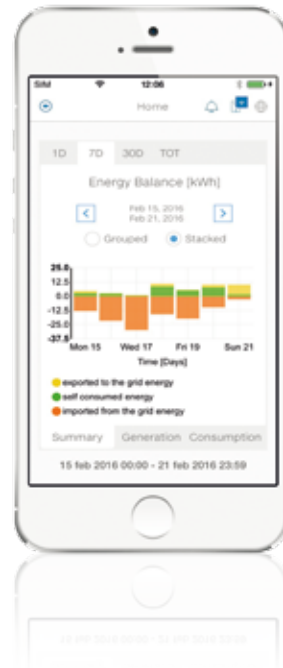 SIM 12:06
Home
1D 7D 30D TOT
Energy Balance [kWh]
Feb 15, 2016
Feb 21, 2016
Grouped Stacked
25.0
12.5
0.0
-12.5
-25.0
-37.5
Mon 15 Wed 17 Fri 19 Sun 21
Time [Days]
exported to the grid energy
self consumed energy
imported from the grid energy
Summary Generation Consumption
15 feb 2016 00:00 - 21 feb 2016 23:59